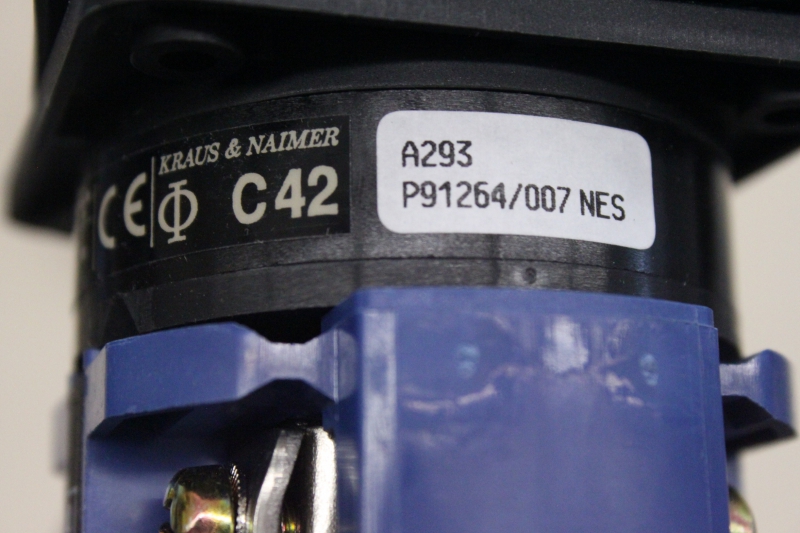 CE
KRAUS & NAIMER
Φ C42
A293
P91264/007 NES